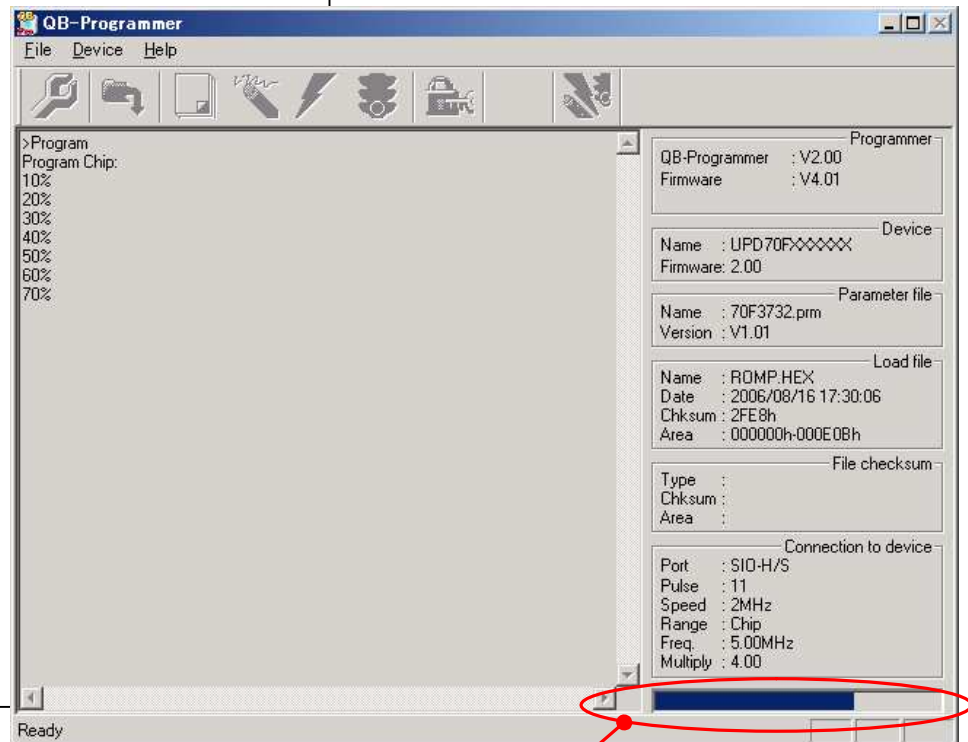 QB-Programmer
File Device Help
>Program
Program Chip:
10%
20%
30%
40%
50%
60%
70%
Programmer
QB-Programmer : V2.00
Firmware : V4.01
Device
Name : UPD70FXXXXXX
Firmware: 2.00
Parameter file
Name : 70F3732.prm
Version : V1.01
Load file
Name : ROMP.HEX
Date : 2006/08/16 17:30:06
Chksum : 2FE8h
Area : 000000h-000E0Bh
File checksum
Type :
Chksum :
Area :
Connection to device
Port : SIO-H/S
Pulse : 11
Speed : 2MHz
Range : Chip
Freq. : 5.00MHz
Multiply : 4.00
Ready